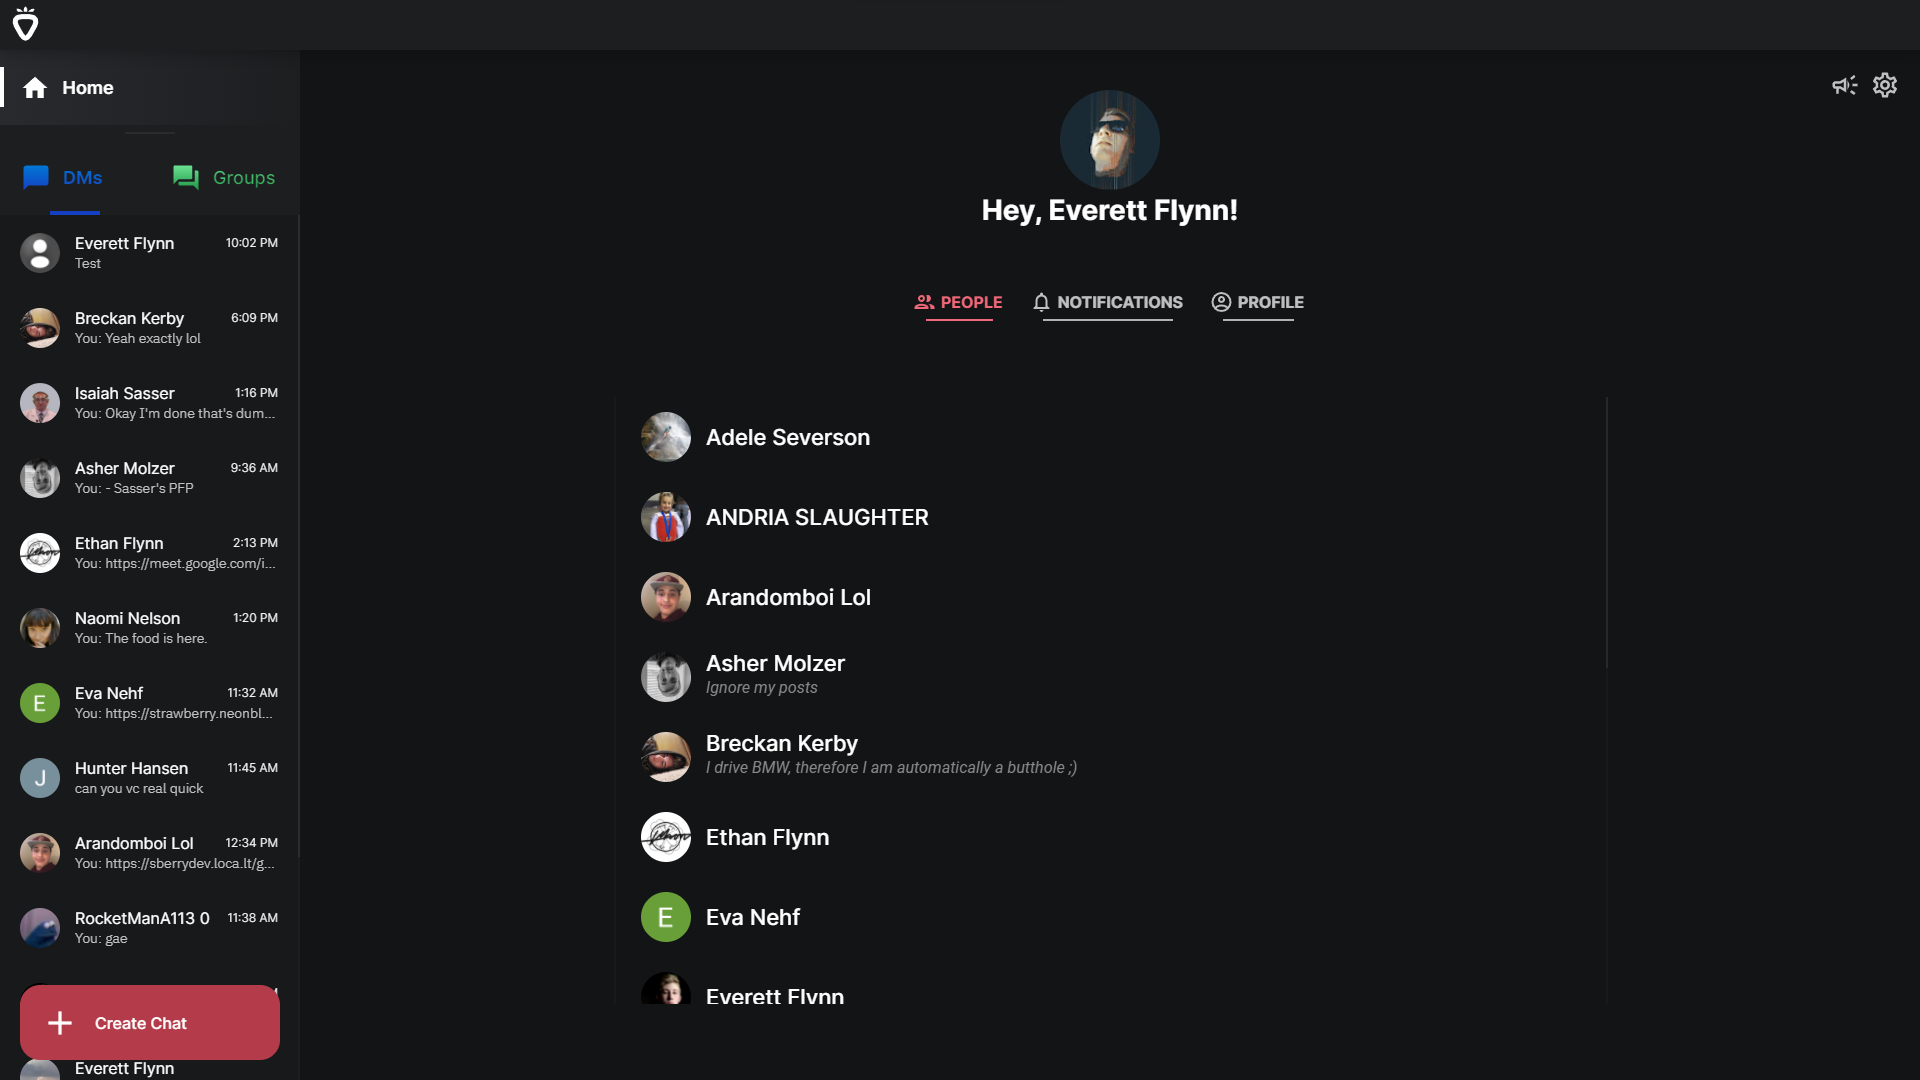 Home
DMs
Groups
Everett Flynn 10:02 PM
Test
Breckan Kerby 6:09 PM
You: Yeah exactly lol
Isaiah Sasser 1:16 PM
You: Okay I'm done that's dum...
Asher Molzer 9:36 AM
You: - Sasser's PFP
Ethan Flynn 2:13 PM
You: https://meet.google.com/i...
Naomi Nelson 1:20 PM
You: The food is here.
E
Eva Nehf 11:32 AM
You: https://strawberry.neonbl...
J
Hunter Hansen 11:45 AM
can you vc real quick
Arandomboi Lol 12:34 PM
You: https://sberrydev.loca.lt/g...
RocketManA113 0 11:38 AM
You: gae
Create Chat
Everett Flynn
Hey, Everett Flynn!
PEOPLE
NOTIFICATIONS
PROFILE
Adele Severson
ANDRIA SLAUGHTER
Arandomboi Lol
Asher Molzer
Ignore my posts
Breckan Kerby
I drive BMW, therefore I am automatically a butthole ;)
Ethan Flynn
E
Eva Nehf
Everett Flynn